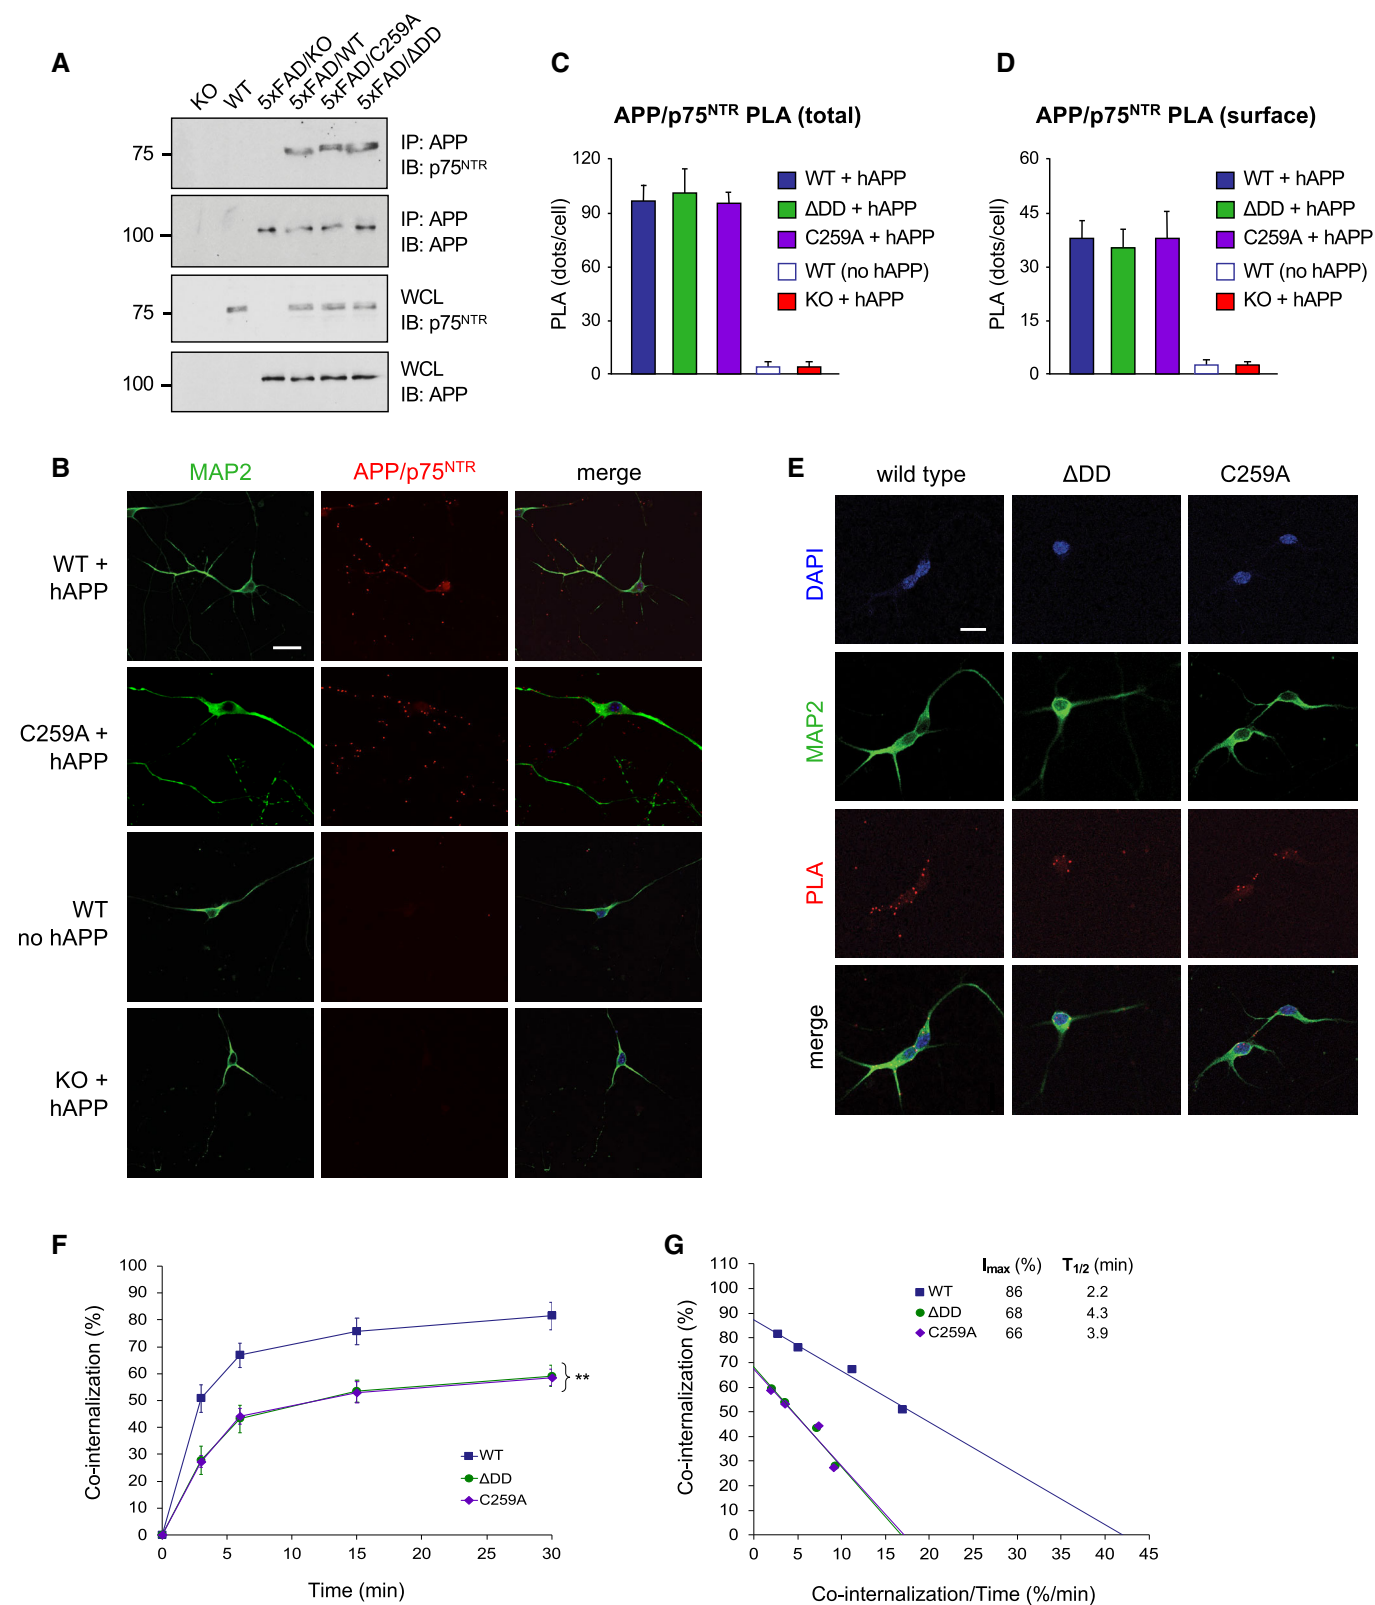 A
KO
WT
5xFAD/KO
5xFAD/WT
5xFAD/C259A
5xFAD/ΔDD
75
IP: APP
IB: p75NTR
100
IP: APP
IB: APP
75
WCL
IB: p75NTR
100
WCL
IB: APP
C
APP/p75NTR PLA (total)
PLA (dots/cell)
120
90
60
30
0
WT + hAPP
ΔDD + hAPP
C259A + hAPP
WT (no hAPP)
KO + hAPP
D
APP/p75NTR PLA (surface)
PLA (dots/cell)
60
45
30
15
0
WT + hAPP
ΔDD + hAPP
C259A + hAPP
WT (no hAPP)
KO + hAPP
B
MAP2
APP/p75NTR
merge
WT +
hAPP
C259A +
hAPP
WT
no hAPP
KO +
hAPP
E
wild type
ΔDD
C259A
DAPI
MAP2
PLA
merge
F
Co-internalization (%)
100
90
80
70
60
50
40
30
20
10
0
0 5 10 15 20 25 30
Time (min)
**
WT
ΔDD
C259A
G
Co-internalization (%)
110
100
90
80
70
60
50
40
30
20
10
0
0 5 10 15 20 25 30 35 40 45
Co-internalization/Time (%/min)
Imax (%) T1/2 (min)
WT 86 2.2
ΔDD 68 4.3
C259A 66 3.9